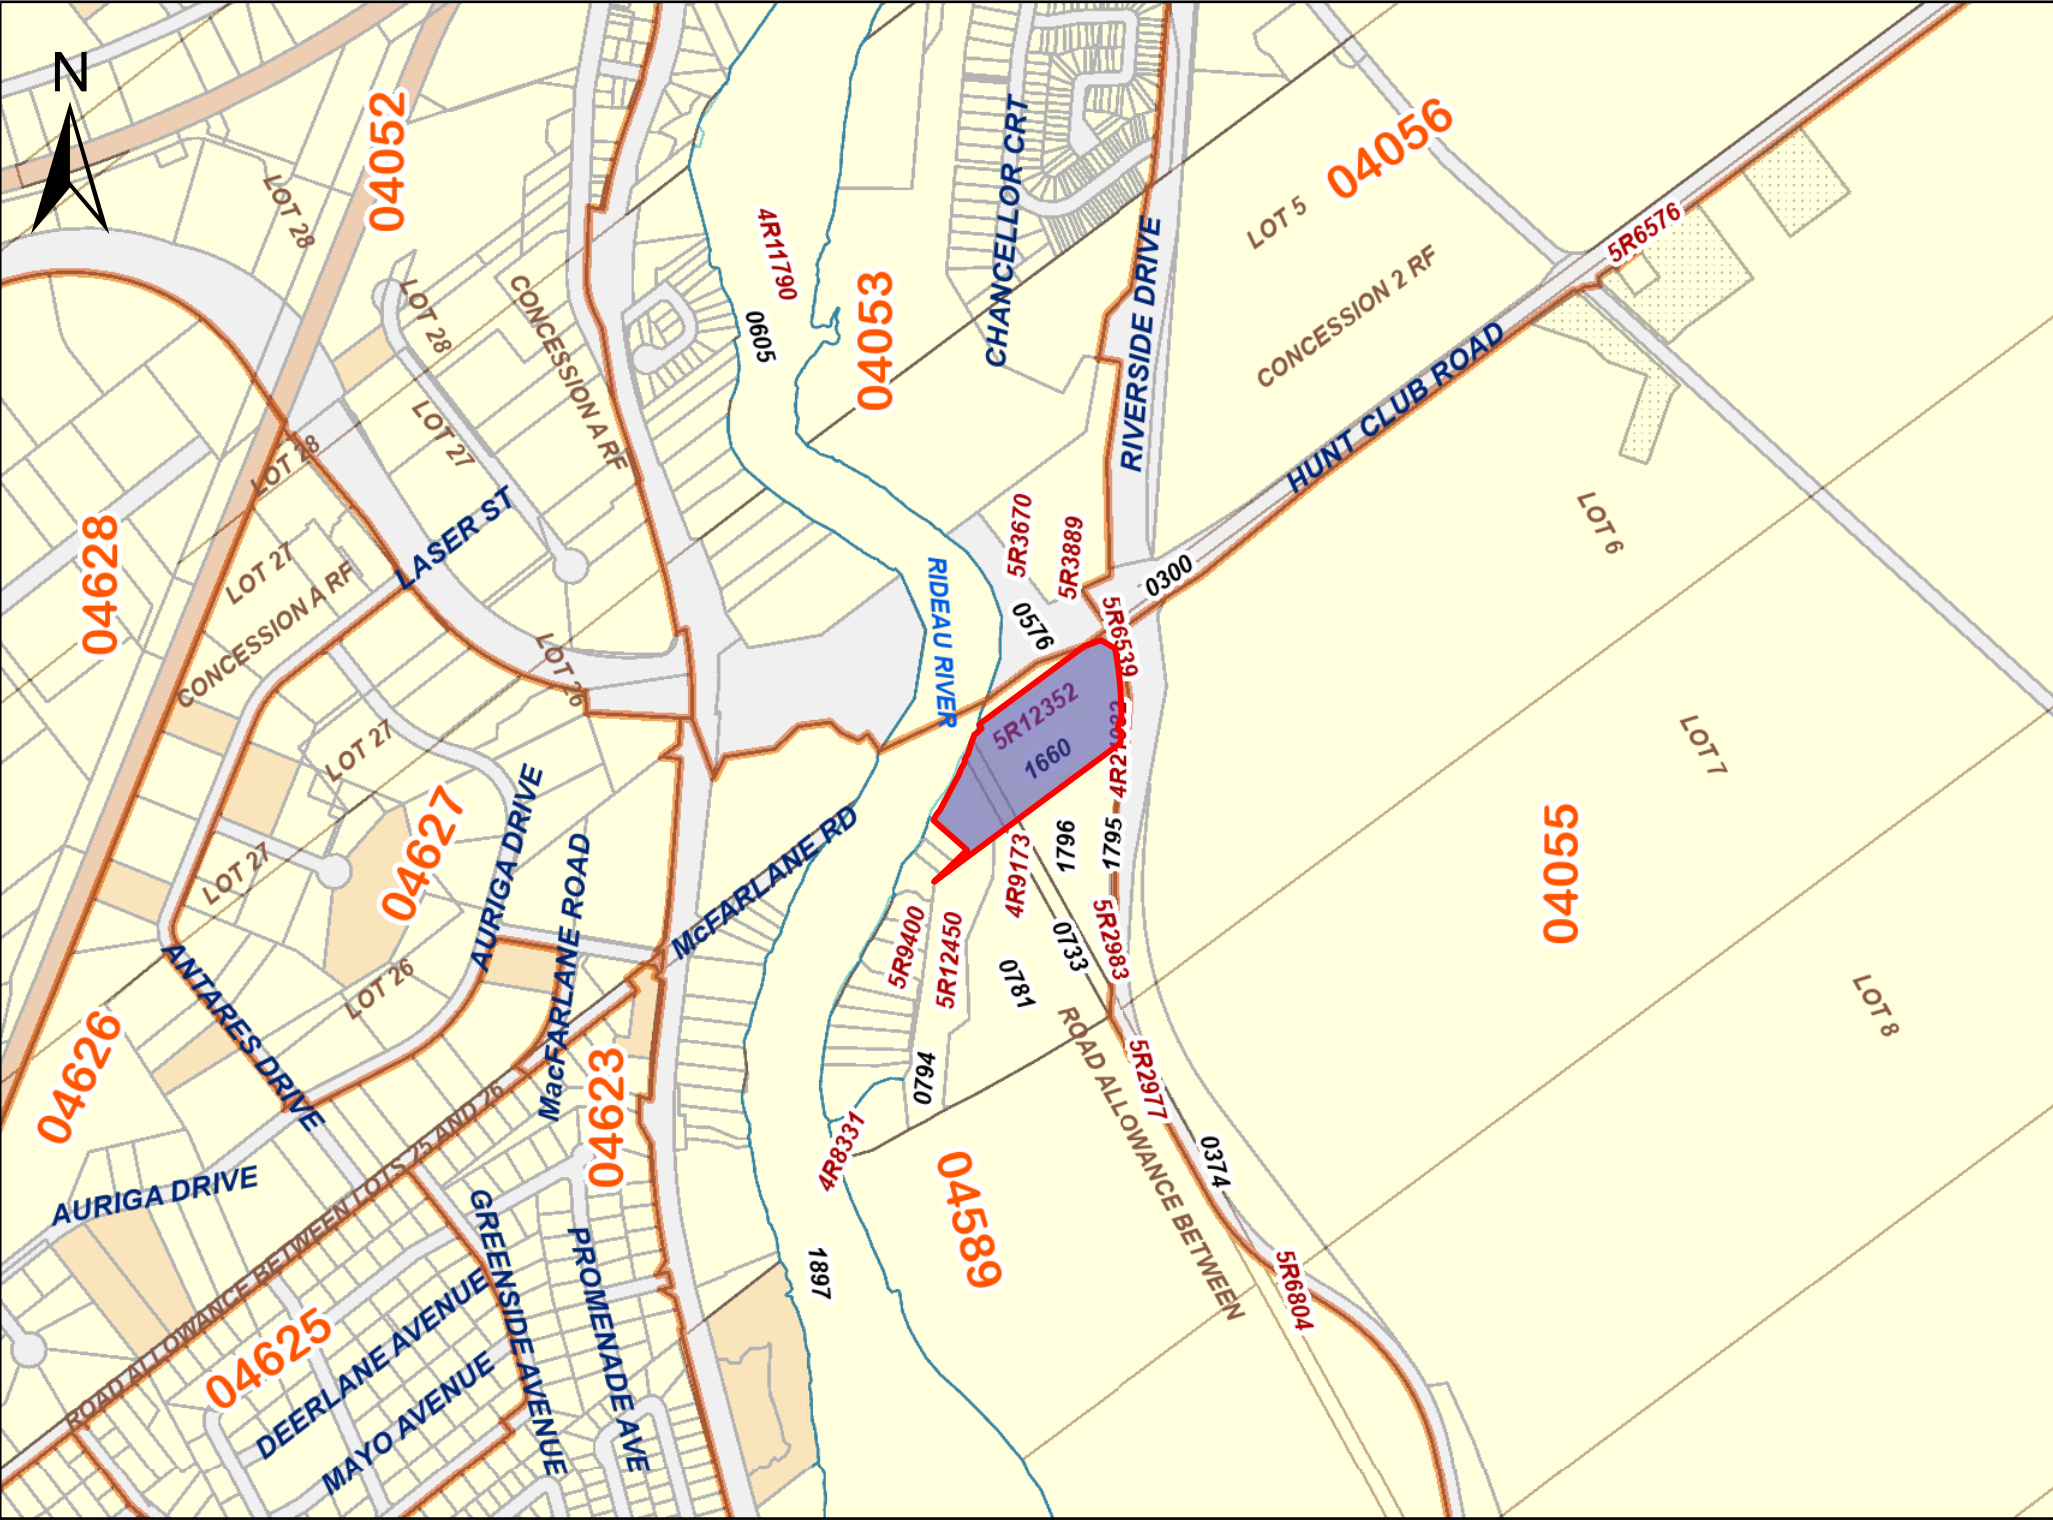 N
04052
CHANCELLOR CRT
04056
LOT 28
LOT 5
4R11790
5R6576
RIVERSIDE DRIVE
CONCESSION 2 RF
LOT 28
CONCESSION A RF
0605
04053
HUNT CLUB ROAD
LOT 27
LOT 28
04628
LASER ST
5R3670
5R3889
LOT 6
LOT 27
CONCESSION A RF
RIDEAU RIVER
0300
0576
5R6539
LOT 26
5R12352
1660
LOT 27
LOT 7
04627
AURIGA DRIVE
MacFARLANE ROAD
McFARLANE RD
4R9173
1796
1795
04055
LOT 27
5R9400
5R12450
0733
5R2983
0781
ANTARES DRIVE
LOT 26
LOT 8
04626
04623
0794
5R2977
ROAD ALLOWANCE BETWEEN
4R8331
0374
AURIGA DRIVE
ROAD ALLOWANCE BETWEEN LOTS 25 AND 26
04589
GREENSIDE AVENUE
PROMENADE AVE
1897
5R6804
04625
DEERLANE AVENUE
MAYO AVENUE